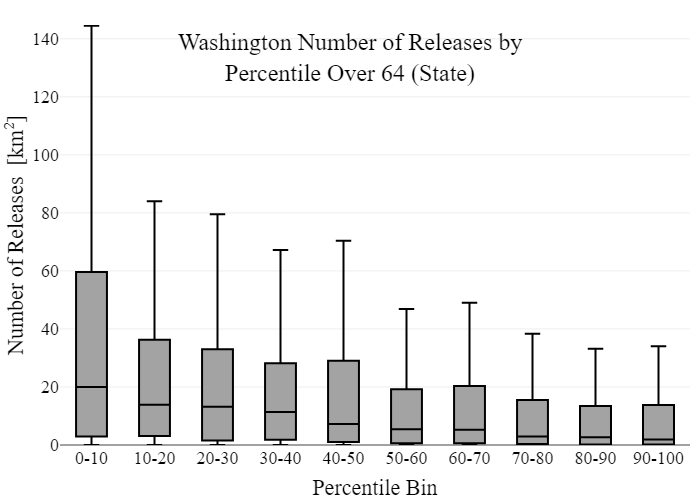 Washington Number of Releases by
Percentile Over 64 (State)
Number of Releases [km²]
140
120
100
80
60
40
20
0
0-10 10-20 20-30 30-40 40-50 50-60 60-70 70-80 80-90 90-100
Percentile Bin